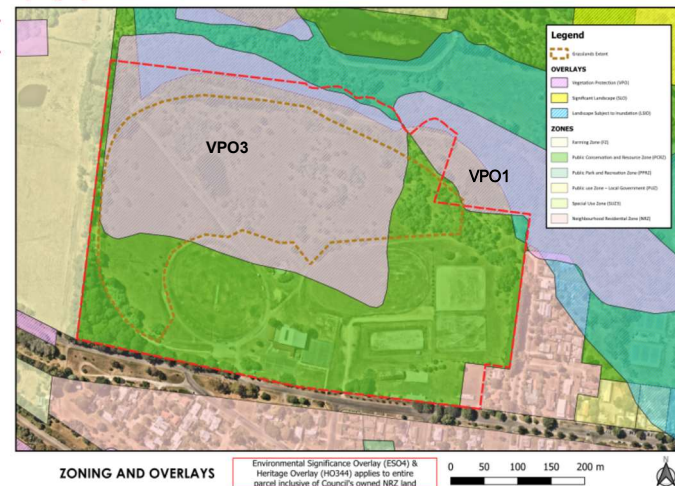 Legend
Grasslands Extent
OVERLAYS
Vegetation Protection (VPO)
Significant Landscape (SLO)
Landscape Subject to Inundation (LSIO)
ZONES
Farming Zone (FZ)
Public Conservation and Resource Zone (PCRZ)
Public Park and Recreation Zone (PPRZ)
Public use Zone – Local Government (PUZ)
Special Use Zone (SUZ5)
Neighbourhood Residential Zone (NRZ)
VPO3
VPO1
ZONING AND OVERLAYS
Environmental Significance Overlay (ESO4) &
Heritage Overlay (HO344) applies to entire
parcel inclusive of Council's owned NRZ land
0 50 100 150 200 m
N